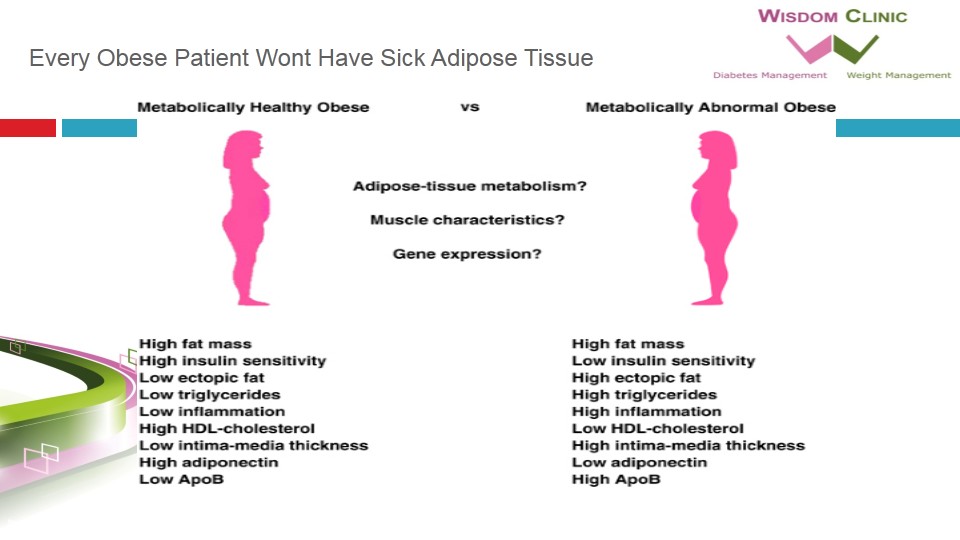 WISDOM CLINIC
Diabetes Management Weight Management
Every Obese Patient Wont Have Sick Adipose Tissue
Metabolically Healthy Obese vs Metabolically Abnormal Obese
Adipose-tissue metabolism?
Muscle characteristics?
Gene expression?
High fat mass
High insulin sensitivity
Low ectopic fat
Low triglycerides
Low inflammation
High HDL-cholesterol
Low intima-media thickness
High adiponectin
Low ApoB
High fat mass
Low insulin sensitivity
High ectopic fat
High triglycerides
High inflammation
Low HDL-cholesterol
High intima-media thickness
Low adiponectin
High ApoB